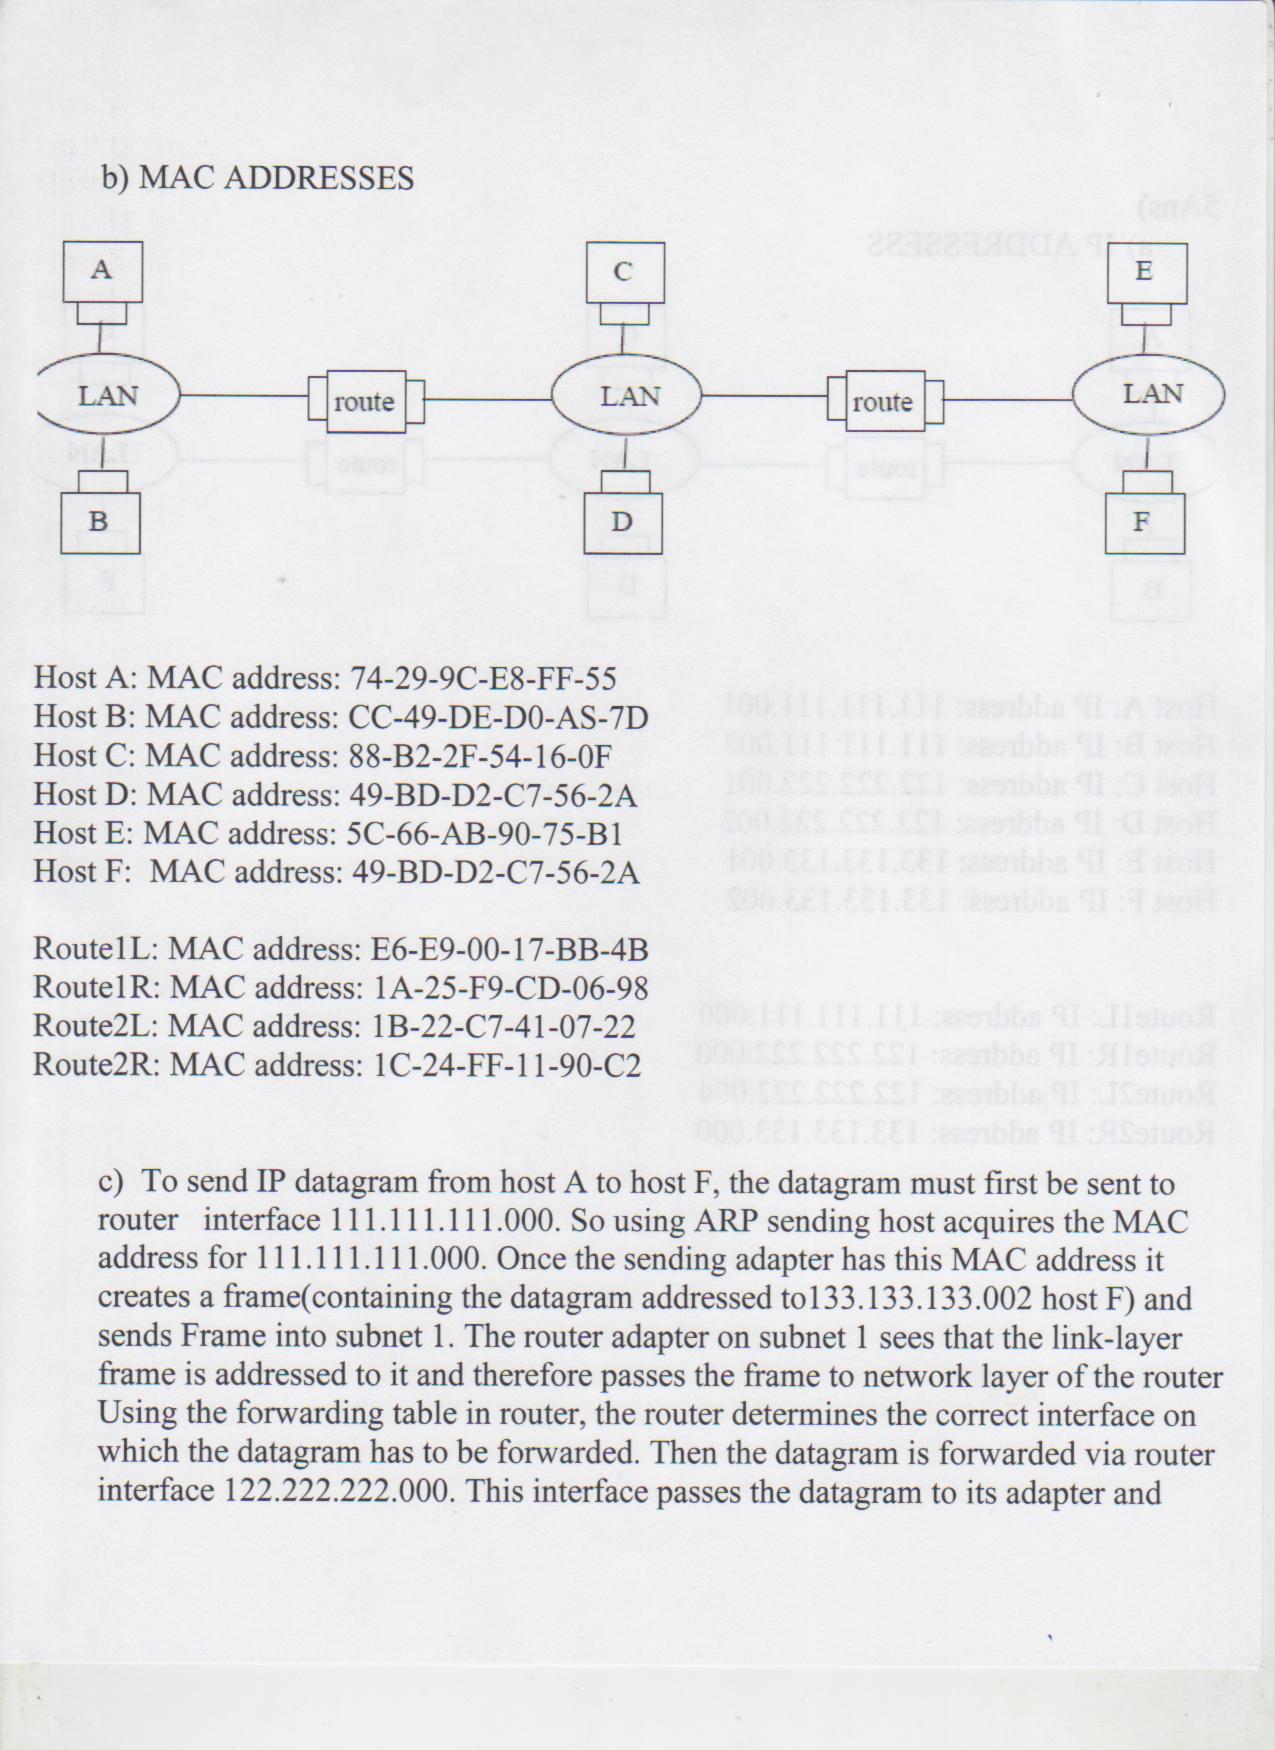 b) MAC ADDRESSES
A
C
E
LAN
route
LAN
route
LAN
B
D
F
Host A: MAC address: 74-29-9C-E8-FF-55
Host B: MAC address: CC-49-DE-D0-AS-7D
Host C: MAC address: 88-B2-2F-54-16-0F
Host D: MAC address: 49-BD-D2-C7-56-2A
Host E: MAC address: 5C-66-AB-90-75-B1
Host F:  MAC address: 49-BD-D2-C7-56-2A
Route1L: MAC address: E6-E9-00-17-BB-4B
Route1R: MAC address: 1A-25-F9-CD-06-98
Route2L: MAC address: 1B-22-C7-41-07-22
Route2R: MAC address: 1C-24-FF-11-90-C2
c)  To send IP datagram from host A to host F, the datagram must first be sent to
router   interface 111.111.111.000. So using ARP sending host acquires the MAC
address for 111.111.111.000. Once the sending adapter has this MAC address it
creates a frame(containing the datagram addressed to133.133.133.002 host F) and
sends Frame into subnet 1. The router adapter on subnet 1 sees that the link-layer
frame is addressed to it and therefore passes the frame to network layer of the router
Using the forwarding table in router, the router determines the correct interface on
which the datagram has to be forwarded. Then the datagram is forwarded via router
interface 122.222.222.000. This interface passes the datagram to its adapter and